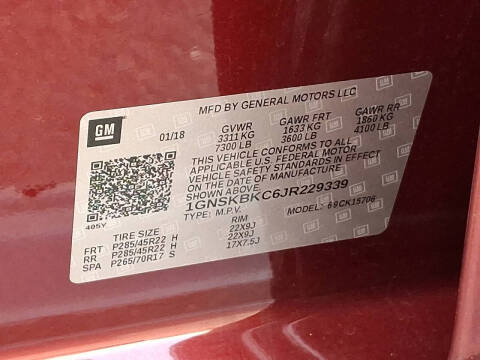 MFD BY GENERAL MOTORS LLC
GM
01/18 GVWR GAWR FRT GAWR RR
3311 KG 1633 KG 1860 KG
7300 LB 3600 LB 4100 LB
THIS VEHICLE CONFORMS TO ALL
APPLICABLE U.S. FEDERAL MOTOR
VEHICLE SAFETY STANDARDS IN EFFECT
ON THE DATE OF MANUFACTURE
SHOWN ABOVE.
1GNSKBKC6JR229339
405Y TYPE: M.P.V. MODEL:
TIRE SIZE RIM
FRT P285/45R22 H 22X9J
RR P285/45R22 H 22X9J
SPA P265/70R17 S 17X7.5J